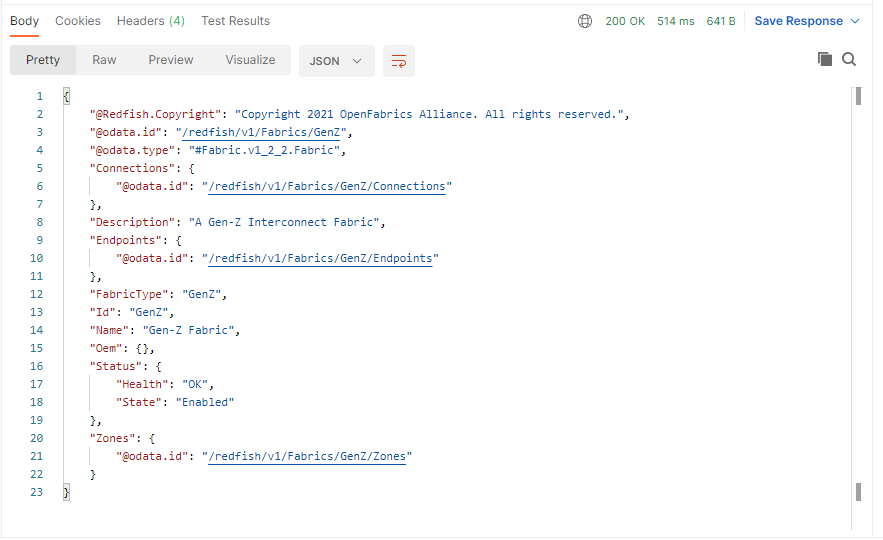 Body Cookies Headers (4) Test Results 200 OK 514 ms 641 B Save Response
Pretty Raw Preview Visualize JSON
1 {
2 "@Redfish.Copyright": "Copyright 2021 OpenFabrics Alliance. All rights reserved.",
3 "@odata.id": "/redfish/v1/Fabrics/GenZ",
4 "@odata.type": "#Fabric.v1_2_2.Fabric",
5 "Connections": {
6 "@odata.id": "/redfish/v1/Fabrics/GenZ/Connections"
7 },
8 "Description": "A Gen-Z Interconnect Fabric",
9 "Endpoints": {
10 "@odata.id": "/redfish/v1/Fabrics/GenZ/Endpoints"
11 },
12 "FabricType": "GenZ",
13 "Id": "GenZ",
14 "Name": "Gen-Z Fabric",
15 "Oem": {},
16 "Status": {
17 "Health": "OK",
18 "State": "Enabled"
19 },
20 "Zones": {
21 "@odata.id": "/redfish/v1/Fabrics/GenZ/Zones"
22 }
23 }